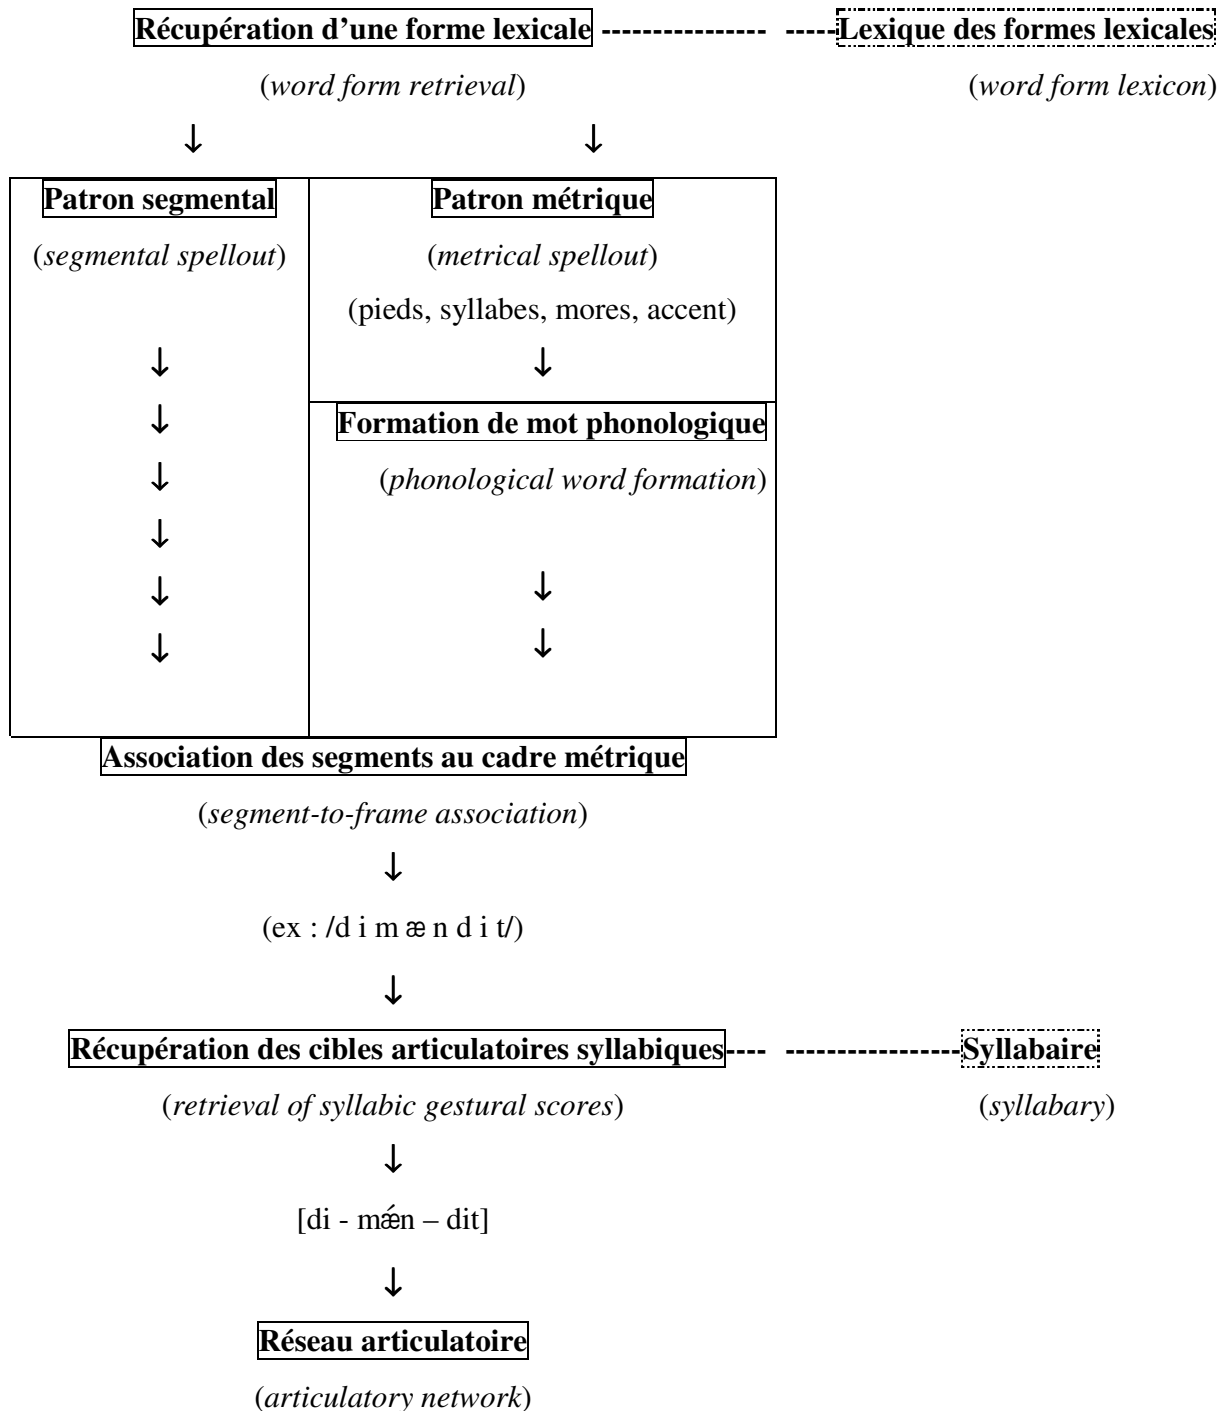 Récupération d’une forme lexicale --------------- ----- Lexique des formes lexicales
(word form retrieval) (word form lexicon)
↓ ↓
Patron segmental Patron métrique
(segmental spellout) (metrical spellout)
(pieds, syllabes, mores, accent)
↓ ↓
↓ Formation de mot phonologique
↓ (phonological word formation)
↓
↓ ↓
↓ ↓
Association des segments au cadre métrique
(segment-to-frame association)
↓
(ex : /d i m æ n d i t/)
↓
Récupération des cibles articulatoires syllabiques---- -----------------Syllabaire
(retrieval of syllabic gestural scores) (syllabary)
↓
[di - mǽn – dit]
↓
Réseau articulatoire
(articulatory network)